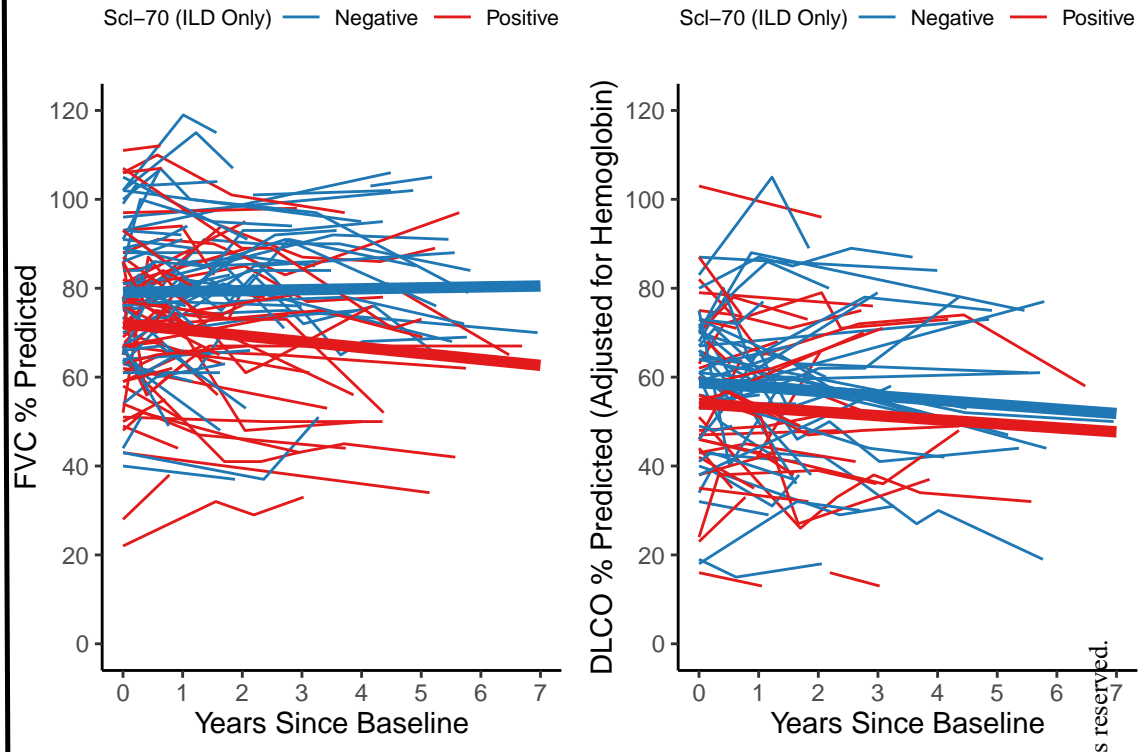 Scl−70 (ILD Only) Negative Positive
FVC % Predicted
120
100
80
60
40
20
0
0 1 2 3 4 5 6 7
Years Since Baseline
Scl−70 (ILD Only) Negative Positive
DLCO % Predicted (Adjusted for Hemoglobin)
120
100
80
60
40
20
0
0 1 2 3 4 5 6 7
Years Since Baseline
s reserved.